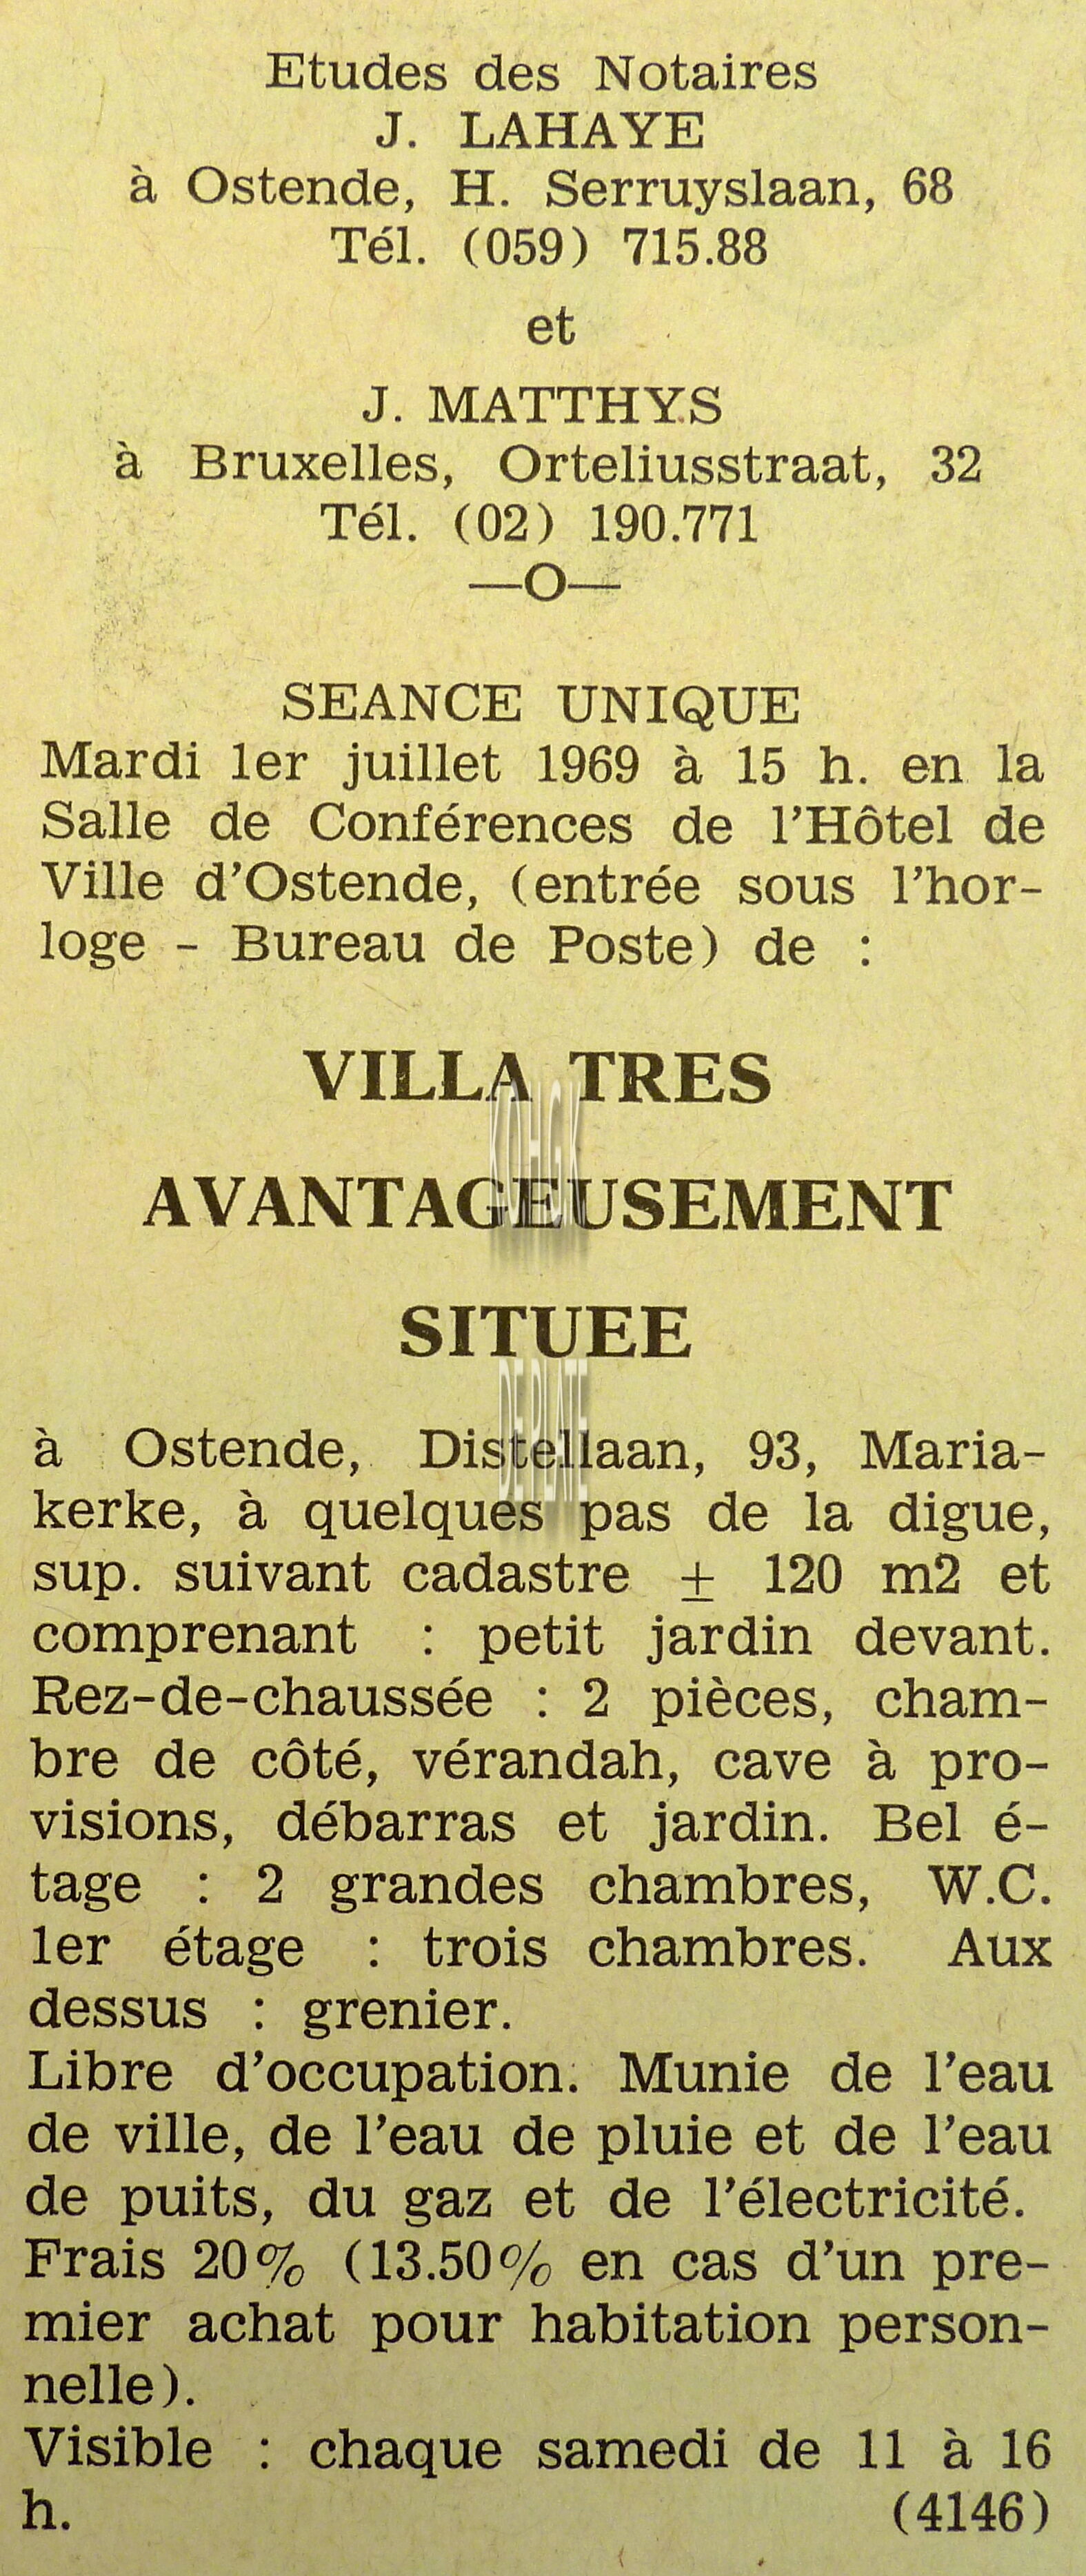 Etudes des Notaires
J. LAHAYE
à Ostende, H. Serruyslaan, 68
Tél. (059) 715.88
et
J. MATTHYS
à Bruxelles, Orteliusstraat, 32
Tél. (02) 190.771
—O—
SEANCE UNIQUE
Mardi 1er juillet 1969 à 15 h. en la
Salle de Conférences de l'Hôtel de
Ville d'Ostende, (entrée sous l'hor-
loge - Bureau de Poste) de :
VILLA TRES
AVANTAGEUSEMENT
SITUEE
DE PLATE
à Ostende, Distellaan, 93, Maria-
kerke, à quelques pas de la digue,
sup. suivant cadastre ± 120 m2 et
comprenant : petit jardin devant.
Rez-de-chaussée : 2 pièces, cham-
bre de côté, vérandah, cave à pro-
visions, débarras et jardin. Bel é-
tage : 2 grandes chambres, W.C.
1er étage : trois chambres. Aux
dessus : grenier.
Libre d'occupation. Munie de l'eau
de ville, de l'eau de pluie et de l'eau
de puits, du gaz et de l'électricité.
Frais 20% (13.50% en cas d'un pre-
mier achat pour habitation person-
nelle).
Visible : chaque samedi de 11 à 16
h. (4146)